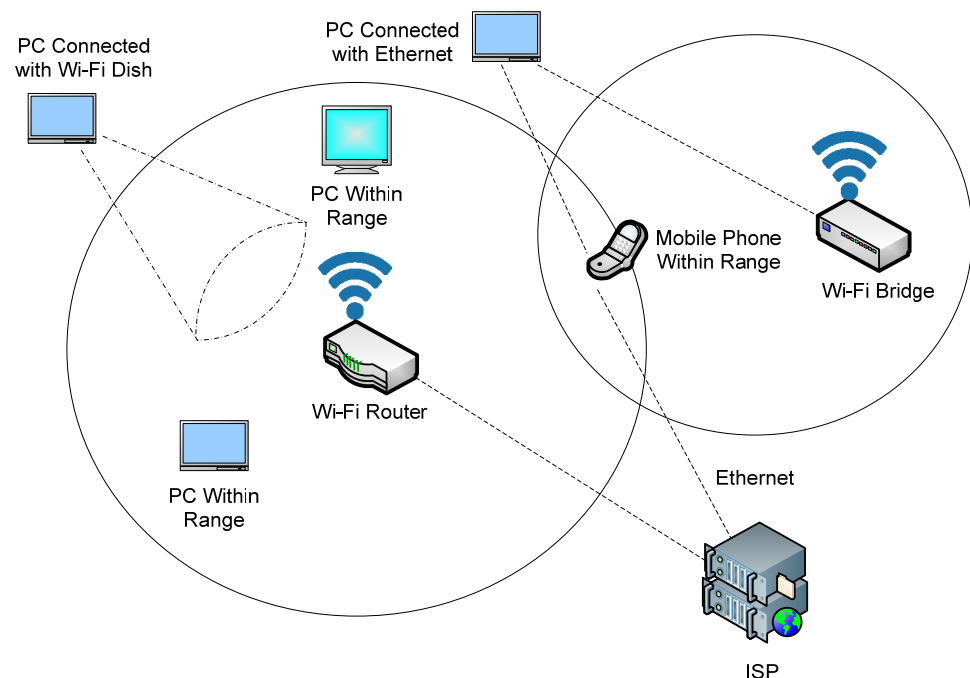 PC Connected
with Wi-Fi Dish
PC Connected
with Ethernet
PC Within
Range
Mobile Phone
Within Range
Wi-Fi Bridge
Wi-Fi Router
PC Within
Range
Ethernet
ISP